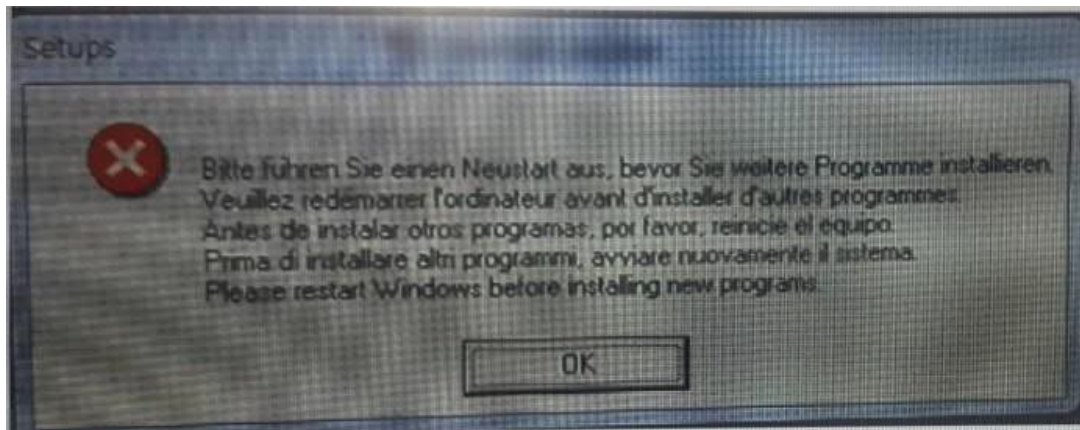 Setups
Bitte führen Sie einen Neustart aus, bevor Sie weitere Programme installieren.
Veuillez redémarrer l'ordinateur avant d'installer d'autres programmes.
Antes de instalar otros programas, por favor, reinicie el equipo.
Prima di installare altri programmi, avviare nuovamente il sistema.
Please restart Windows before installing new programs.
OK